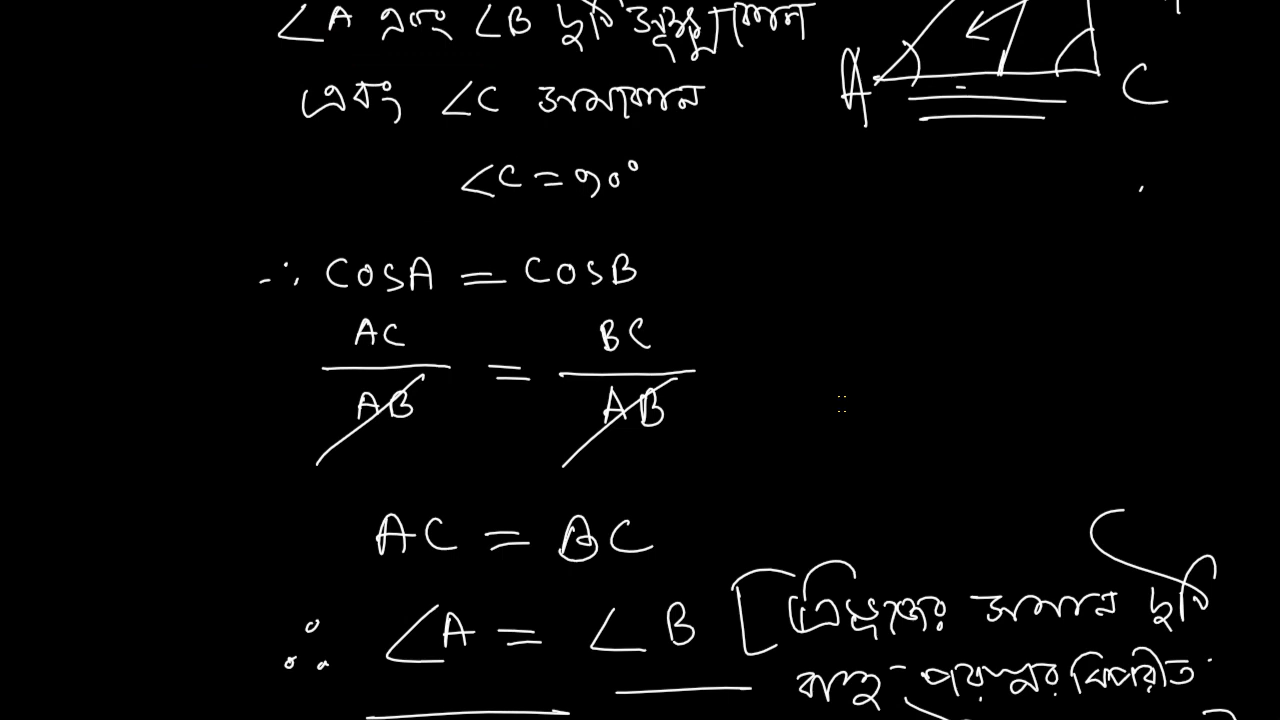 ∠A এবং ∠B দুটি সূক্ষ্মকোণ
A C
এবং ∠C সমকোণ
∠C = ৯০°
∴ COSA = COSB
AC/AB = BC/AB
AC = BC
∴ ∠A = ∠B [ত্রিভুজের সমান দুটি
বাহু পরস্পর বিপরীত